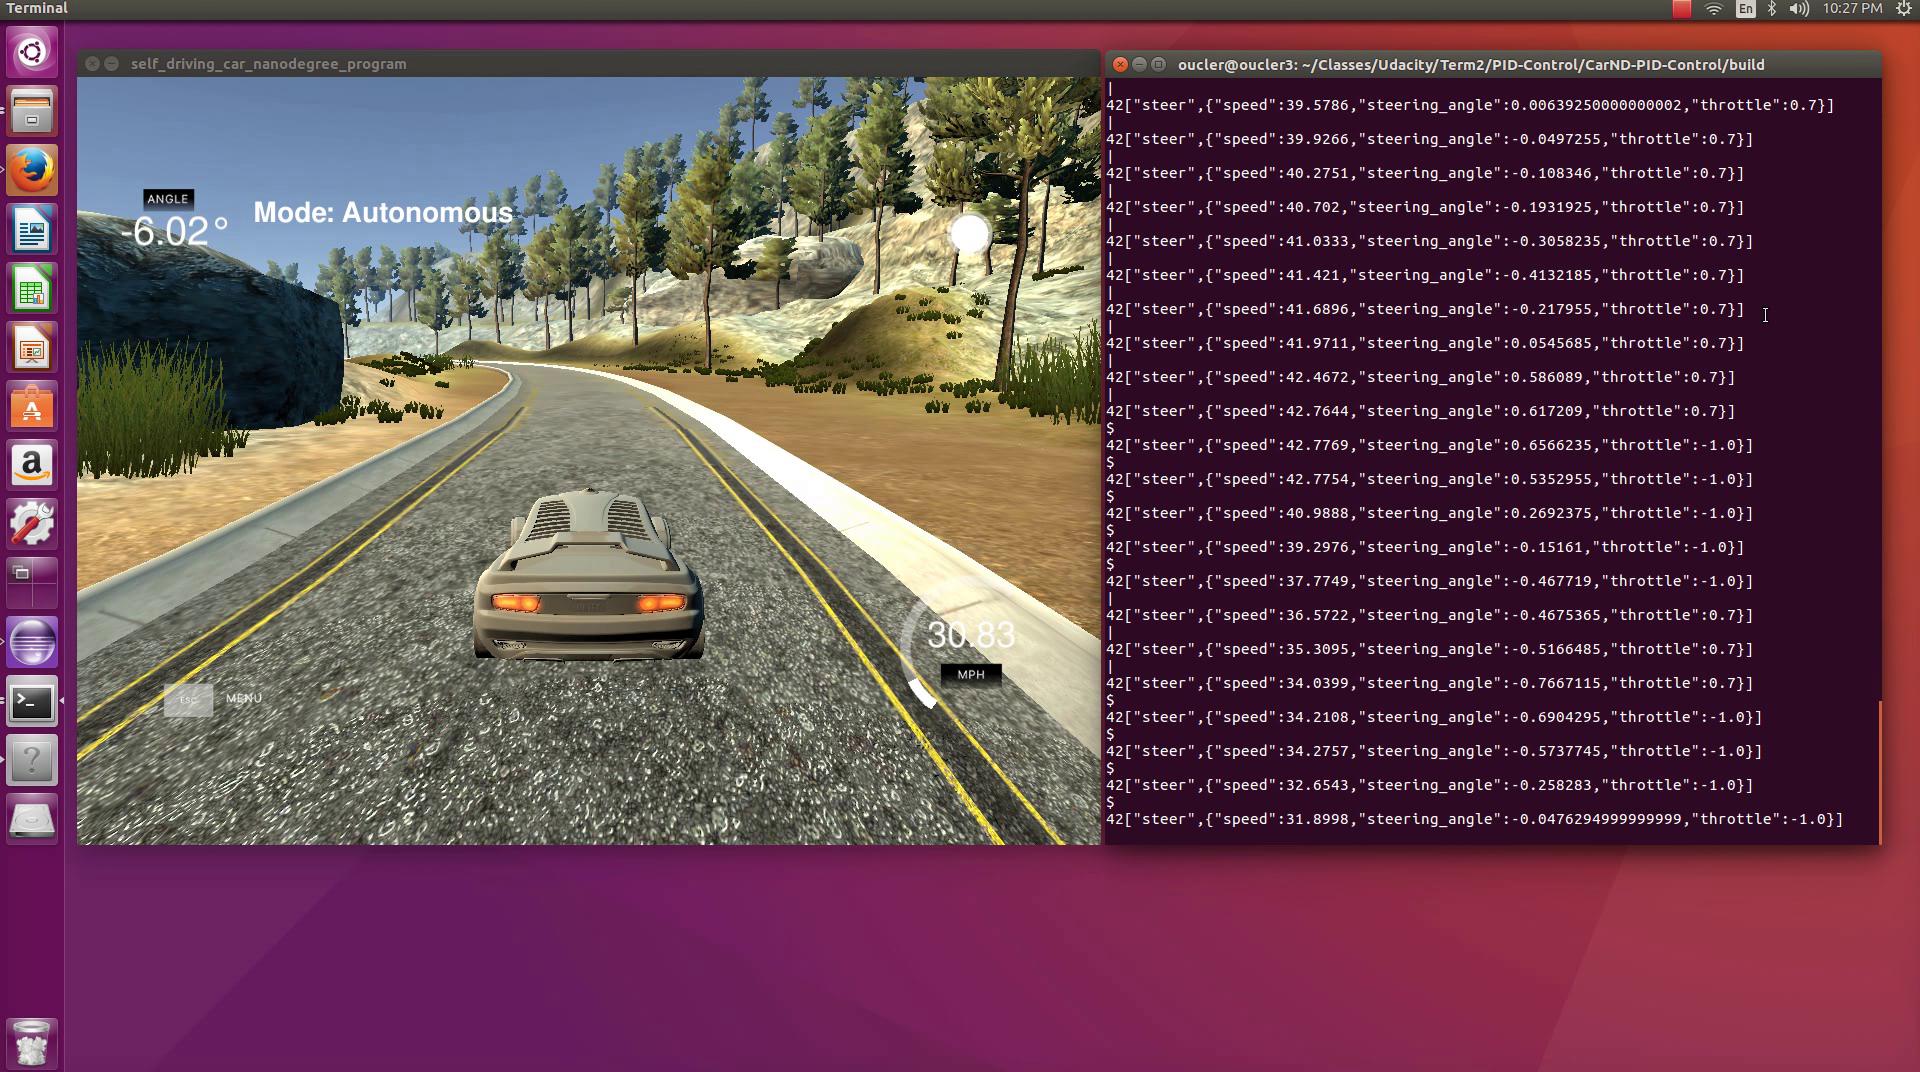 Terminal
En
10:27 PM
self_driving_car_nanodegree_program
ANGLE
-6.02°
Mode: Autonomous
30.83
MPH
Esc
MENU
a
?
oucler@oucler3: ~/Classes/Udacity/Term2/PID-Control/CarND-PID-Control/build
|
42["steer",{"speed":39.5786,"steering_angle":0.00639250000000002,"throttle":0.7}]
|
42["steer",{"speed":39.9266,"steering_angle":-0.0497255,"throttle":0.7}]
|
42["steer",{"speed":40.2751,"steering_angle":-0.108346,"throttle":0.7}]
|
42["steer",{"speed":40.702,"steering_angle":-0.1931925,"throttle":0.7}]
|
42["steer",{"speed":41.0333,"steering_angle":-0.3058235,"throttle":0.7}]
|
42["steer",{"speed":41.421,"steering_angle":-0.4132185,"throttle":0.7}]
|
42["steer",{"speed":41.6896,"steering_angle":-0.217955,"throttle":0.7}]
|
42["steer",{"speed":41.9711,"steering_angle":0.0545685,"throttle":0.7}]
|
42["steer",{"speed":42.4672,"steering_angle":0.586089,"throttle":0.7}]
|
42["steer",{"speed":42.7644,"steering_angle":0.617209,"throttle":0.7}]
$
42["steer",{"speed":42.7769,"steering_angle":0.6566235,"throttle":-1.0}]
$
42["steer",{"speed":42.7754,"steering_angle":0.5352955,"throttle":-1.0}]
$
42["steer",{"speed":40.9888,"steering_angle":0.2692375,"throttle":-1.0}]
$
42["steer",{"speed":39.2976,"steering_angle":-0.15161,"throttle":-1.0}]
$
42["steer",{"speed":37.7749,"steering_angle":-0.467719,"throttle":-1.0}]
|
42["steer",{"speed":36.5722,"steering_angle":-0.4675365,"throttle":0.7}]
|
42["steer",{"speed":35.3095,"steering_angle":-0.5166485,"throttle":0.7}]
|
42["steer",{"speed":34.0399,"steering_angle":-0.7667115,"throttle":0.7}]
$
42["steer",{"speed":34.2108,"steering_angle":-0.6904295,"throttle":-1.0}]
$
42["steer",{"speed":34.2757,"steering_angle":-0.5737745,"throttle":-1.0}]
$
42["steer",{"speed":32.6543,"steering_angle":-0.258283,"throttle":-1.0}]
$
42["steer",{"speed":31.8998,"steering_angle":-0.0476294999999999,"throttle":-1.0}]